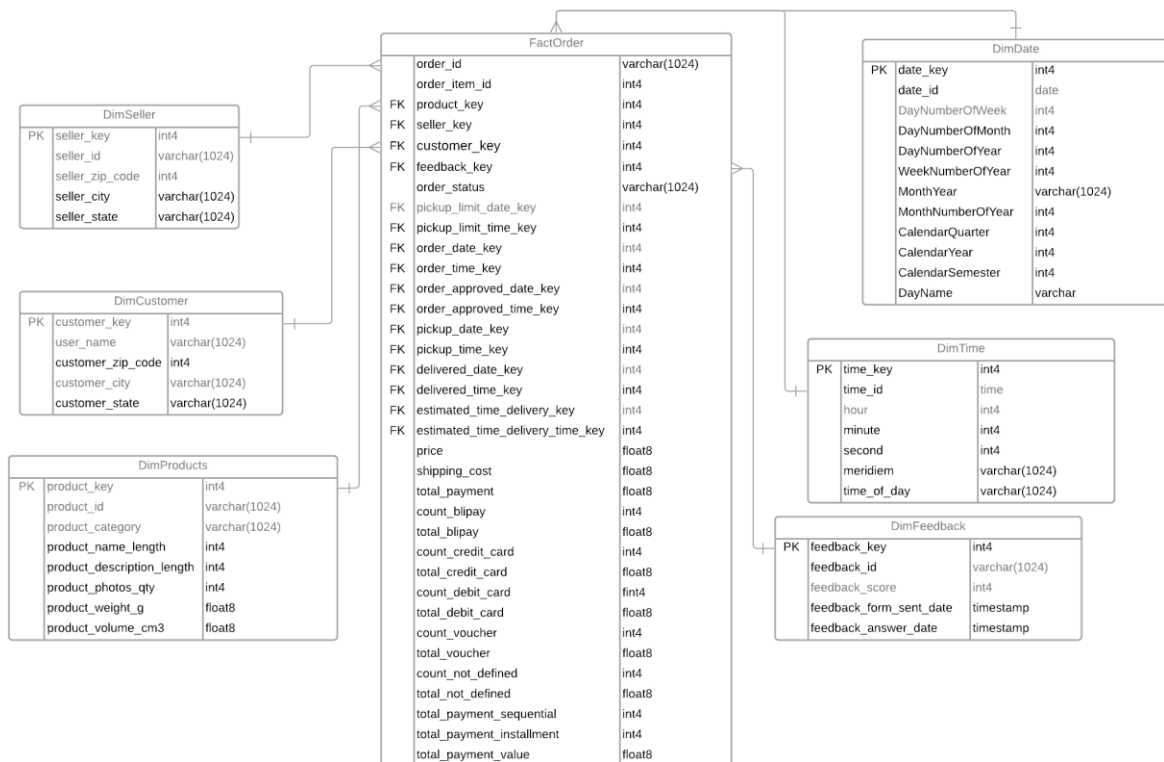 FactOrder
order_id varchar(1024)
order_item_id int4
FK product_key int4
FK seller_key int4
FK customer_key int4
FK feedback_key int4
order_status varchar(1024)
FK pickup_limit_date_key int4
FK pickup_limit_time_key int4
FK order_date_key int4
FK order_time_key int4
FK order_approved_date_key int4
FK order_approved_time_key int4
FK pickup_date_key int4
FK pickup_time_key int4
FK delivered_date_key int4
FK delivered_time_key int4
FK estimated_time_delivery_key int4
FK estimated_time_delivery_time_key int4
price float8
shipping_cost float8
total_payment float8
count_blipay int4
total_blipay float8
count_credit_card int4
total_credit_card float8
count_debit_card fint4
total_debit_card float8
count_voucher int4
total_voucher float8
count_not_defined int4
total_not_defined float8
total_payment_sequential int4
total_payment_installment int4
total_payment_value float8
DimSeller
PK seller_key int4
seller_id varchar(1024)
seller_zip_code int4
seller_city varchar(1024)
seller_state varchar(1024)
DimCustomer
PK customer_key int4
user_name varchar(1024)
customer_zip_code int4
customer_city varchar(1024)
customer_state varchar(1024)
DimProducts
PK product_key int4
product_id varchar(1024)
product_category varchar(1024)
product_name_length int4
product_description_length int4
product_photos_qty int4
product_weight_g float8
product_volume_cm3 float8
DimDate
PK date_key int4
date_id date
DayNumberOfWeek int4
DayNumberOfMonth int4
DayNumberOfYear int4
WeekNumberOfYear int4
MonthYear varchar(1024)
MonthNumberOfYear int4
CalendarQuarter int4
CalendarYear int4
CalendarSemester int4
DayName varchar
DimTime
PK time_key int4
time_id time
hour int4
minute int4
second int4
meridiem varchar(1024)
time_of_day varchar(1024)
DimFeedback
PK feedback_key int4
feedback_id varchar(1024)
feedback_score int4
feedback_form_sent_date timestamp
feedback_answer_date timestamp